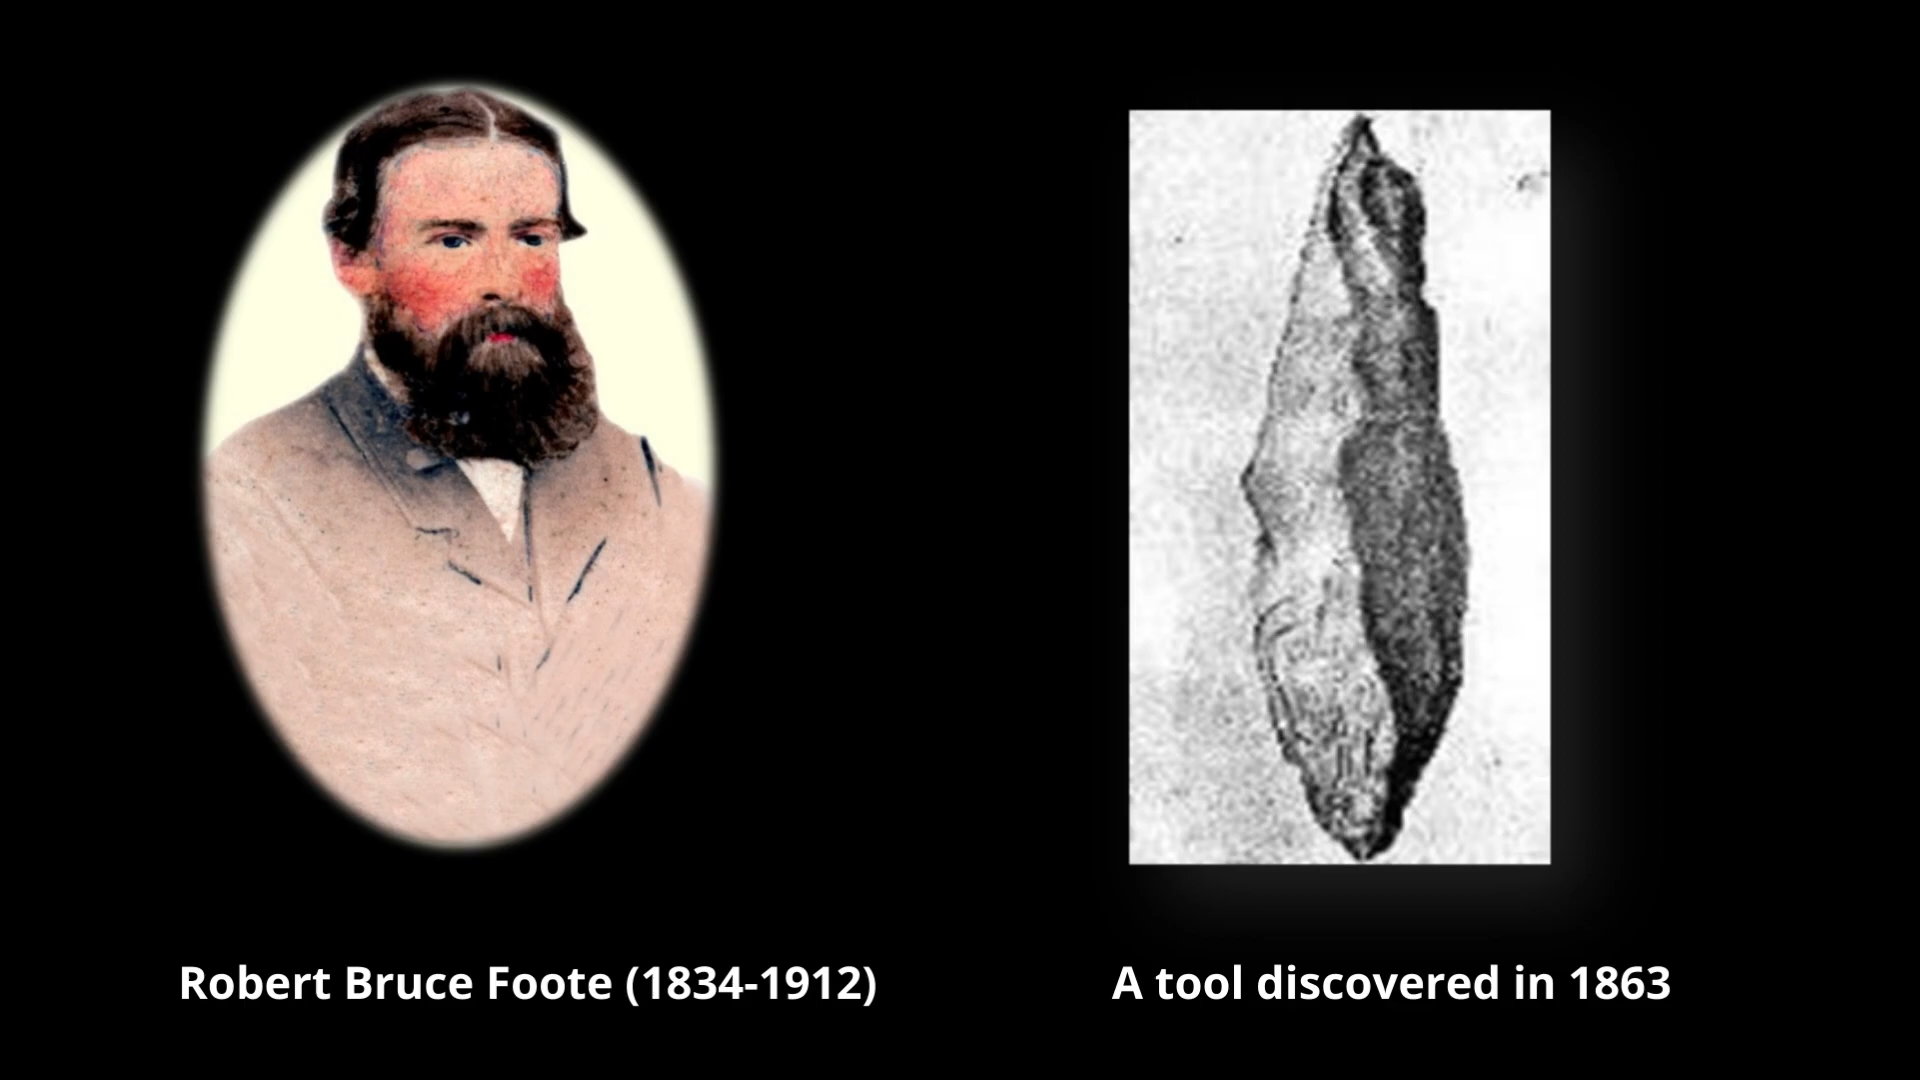 Robert Bruce Foote (1834-1912)
A tool discovered in 1863